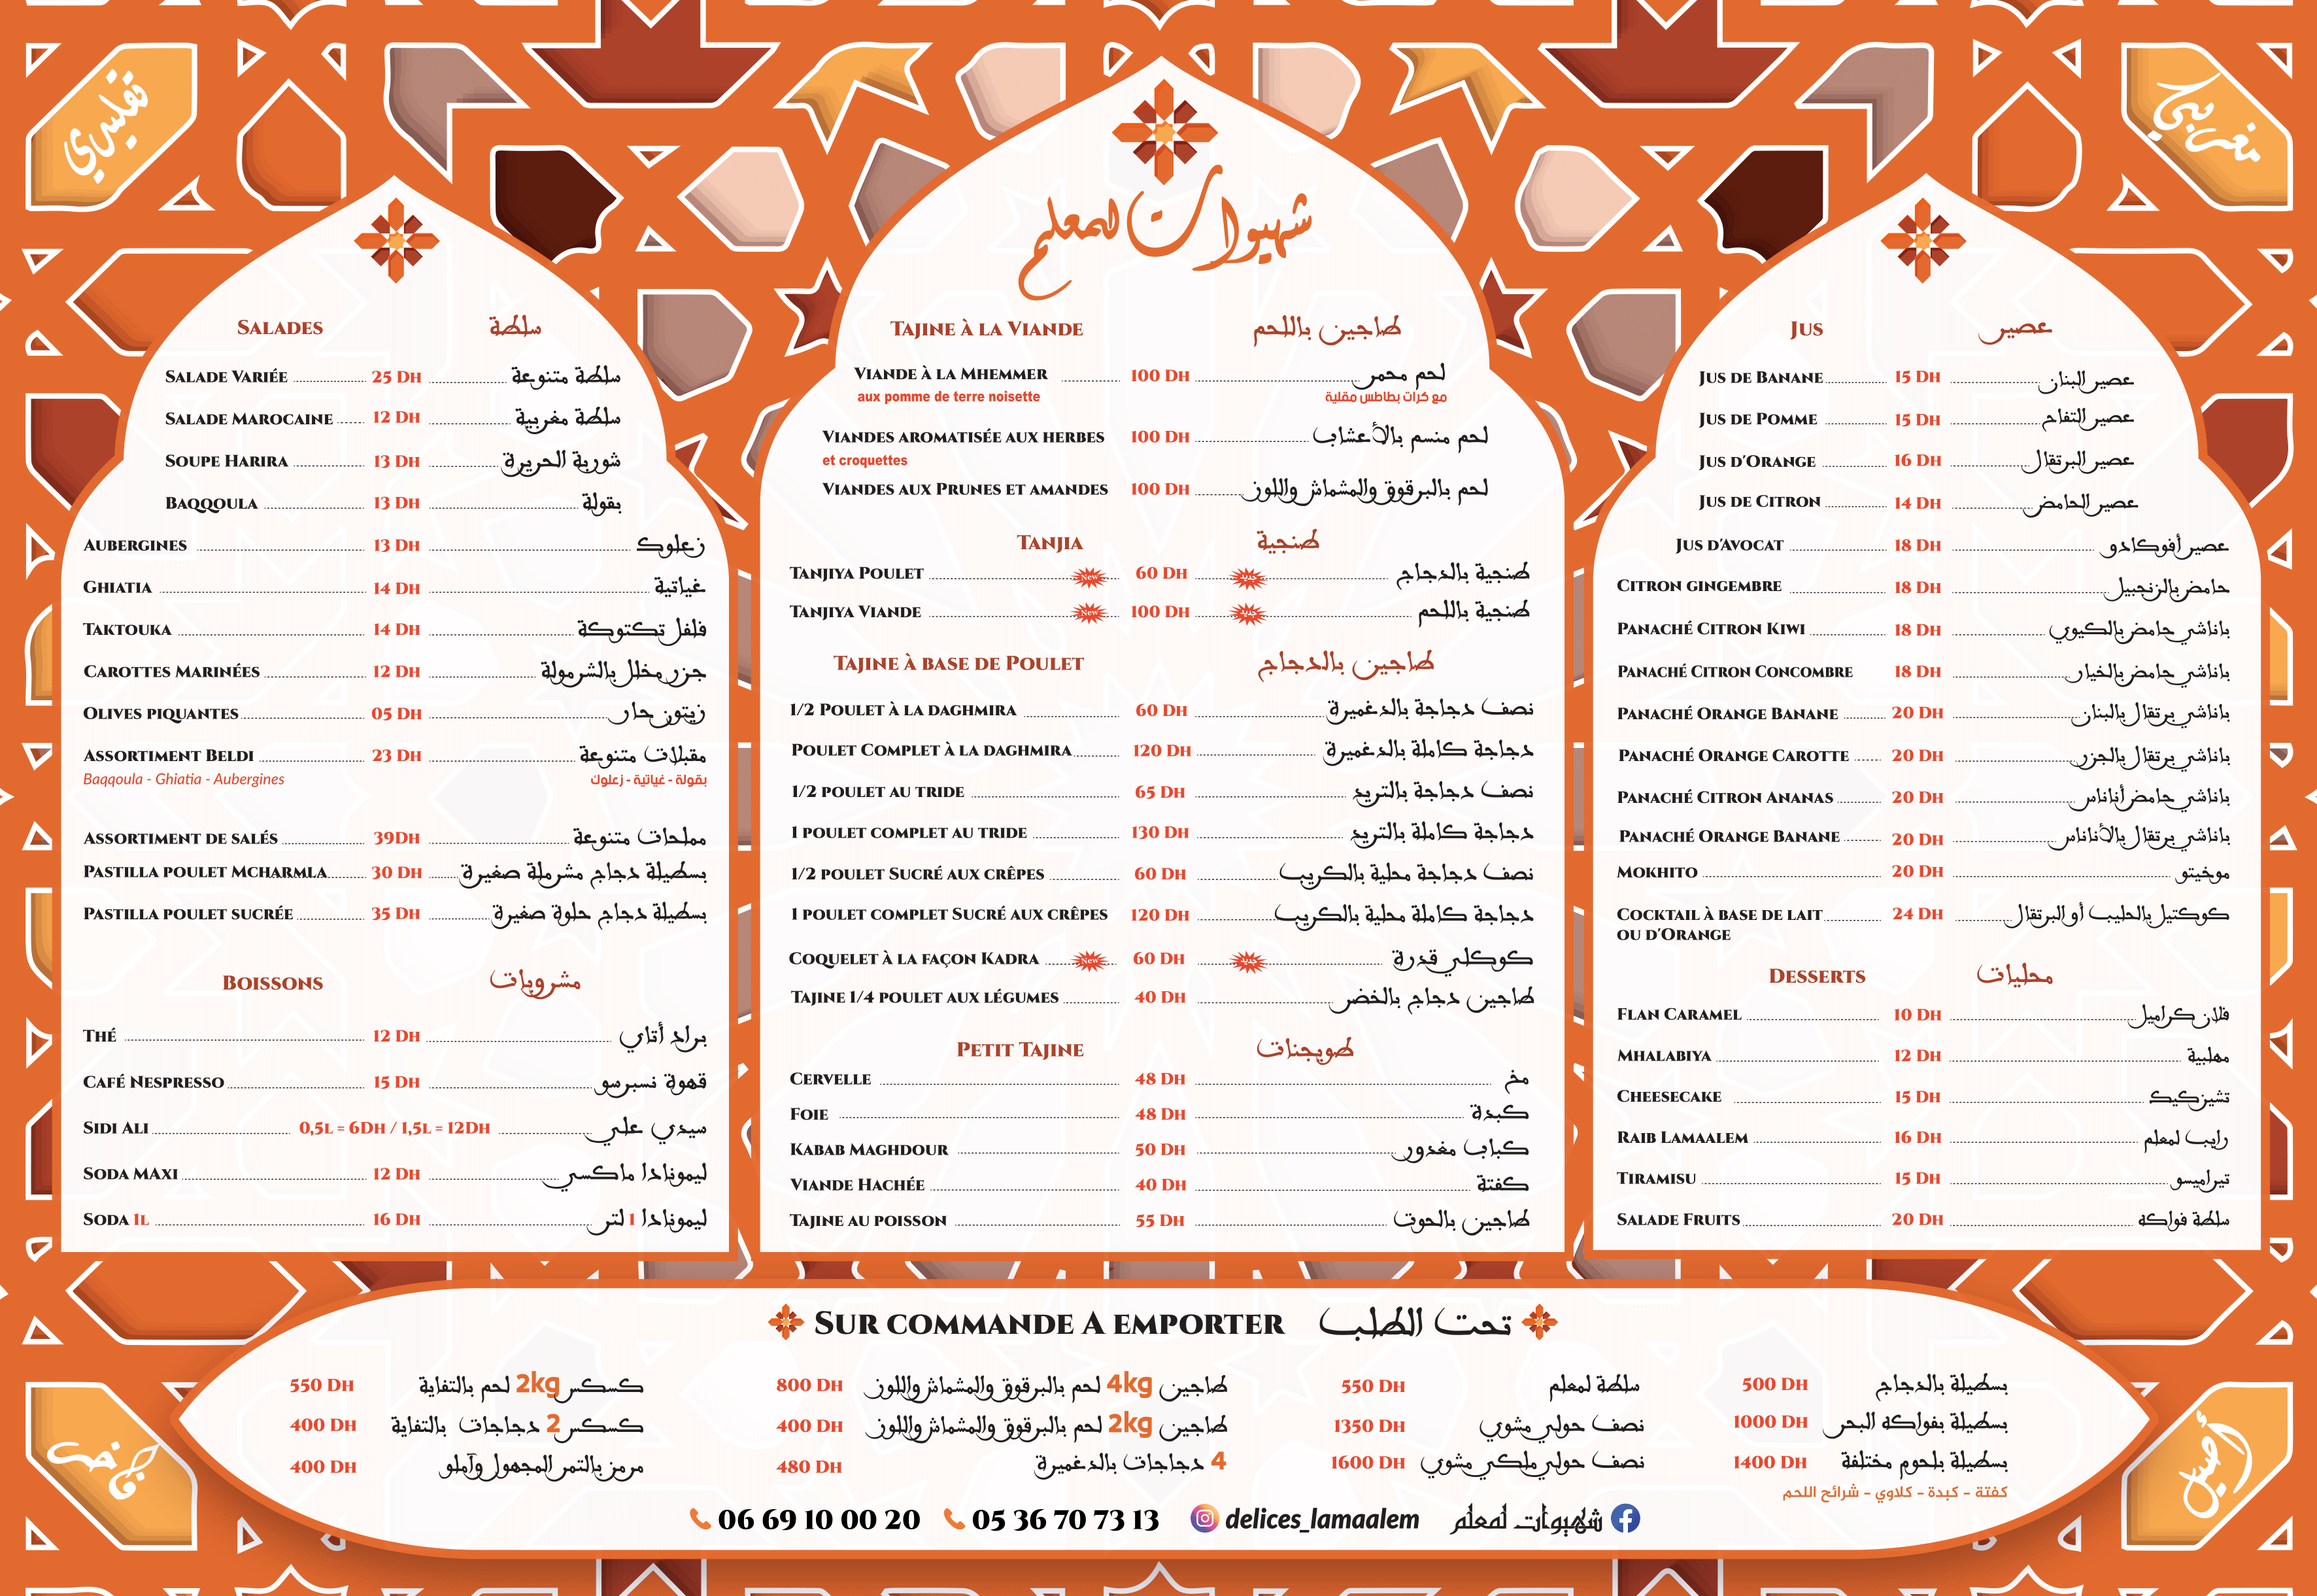 تقليدي
مغربي
شهيوات لمعلم
SALADES سلطة
SALADE VARIÉE 25 DH سلطة متنوعة
SALADE MAROCAINE 12 DH سلطة مغربية
SOUPE HARIRA 13 DH شوربة الحريرة
BAQQOULA 13 DH بقولة
AUBERGINES 13 DH زعلوك
GHIATIA 14 DH غياتية
TAKTOUKA 14 DH فلفل تكتوكة
CAROTTES MARINÉES 12 DH جزر مخلل بالشرمولة
OLIVES PIQUANTES 05 DH زيتون حار
ASSORTIMENT BELDI 23 DH مقبلات متنوعة
Baqqoula - Ghiatia - Aubergines بقولة - غياتية - زعلوك
ASSORTIMENT DE SALÉS 39DH مملحات متنوعة
PASTILLA POULET MCHARMLA 30 DH بسطيلة دجاج مشرملة صغيرة
PASTILLA POULET SUCRÉE 35 DH بسطيلة دجاج حلوة صغيرة
BOISSONS مشروبات
THÉ 12 DH براد أتاي
CAFÉ NESPRESSO 15 DH قهوة نسبرسو
SIDI ALI 0,5L = 6DH / 1,5L = 12DH سيدي علي
SODA MAXI 12 DH ليمونادا ماكسي
SODA 1L 16 DH ليمونادا 1 لتر
TAJINE À LA VIANDE طاجين باللحم
VIANDE À LA MHEMMER 100 DH لحم محمر
aux pomme de terre noisette مع كرات بطاطس مقلية
VIANDES AROMATISÉE AUX HERBES 100 DH لحم منسم بالأعشاب
et croquettes
VIANDES AUX PRUNES ET AMANDES 100 DH لحم بالبرقوق والمشماش واللوز
TANJIA طنجية
TANJIYA POULET New 60 DH جديد طنجية بالدجاج
TANJIYA VIANDE New 100 DH جديد طنجية باللحم
TAJINE À BASE DE POULET طاجين بالدجاج
1/2 POULET À LA DAGHMIRA 60 DH نصف دجاجة بالدغميرة
POULET COMPLET À LA DAGHMIRA 120 DH دجاجة كاملة بالدغميرة
1/2 POULET AU TRIDE 65 DH نصف دجاجة بالتريد
1 POULET COMPLET AU TRIDE 130 DH دجاجة كاملة بالتريد
1/2 POULET SUCRÉ AUX CRÊPES 60 DH نصف دجاجة محلية بالكريب
1 POULET COMPLET SUCRÉ AUX CRÊPES 120 DH دجاجة كاملة محلية بالكريب
COQUELET À LA FAÇON KADRA New 60 DH جديد كوكلي قدرة
TAJINE 1/4 POULET AUX LÉGUMES 40 DH طاجين دجاج بالخضر
PETIT TAJINE طويجنات
CERVELLE 48 DH مخ
FOIE 48 DH كبدة
KABAB MAGHDOUR 50 DH كباب مغدور
VIANDE HACHÉE 40 DH كفتة
TAJINE AU POISSON 55 DH طاجين بالحوت
JUS عصير
JUS DE BANANE 15 DH عصير البنان
JUS DE POMME 15 DH عصير التفاح
JUS D'ORANGE 16 DH عصير البرتقال
JUS DE CITRON 14 DH عصير الحامض
JUS D'AVOCAT 18 DH عصير أفوكادو
CITRON GINGEMBRE 18 DH حامض بالزنجبيل
PANACHÉ CITRON KIWI 18 DH باناشي حامض بالكيوي
PANACHÉ CITRON CONCOMBRE 18 DH باناشي حامض بالخيار
PANACHÉ ORANGE BANANE 20 DH باناشي برتقال بالبنان
PANACHÉ ORANGE CAROTTE 20 DH باناشي برتقال بالجزر
PANACHÉ CITRON ANANAS 20 DH باناشي حامض أناناس
PANACHÉ ORANGE BANANE 20 DH باناشي برتقال بالأناناس
MOKHITO 20 DH موخيتو
COCKTAIL À BASE DE LAIT 24 DH كوكتيل بالحليب أو البرتقال
OU D'ORANGE
DESSERTS محليات
FLAN CARAMEL 10 DH فلان كراميل
MHALABIYA 12 DH مهلبية
CHEESECAKE 15 DH تشيزكيك
RAIB LAMAALEM 16 DH رايب لمعلم
TIRAMISU 15 DH تيراميسو
SALADE FRUITS 20 DH سلطة فواكه
SUR COMMANDE A EMPORTER تحت الطلب
550 DH كسكس 2kg لحم بالتفاية
400 DH كسكس 2 دجاجات بالتفاية
400 DH مرمز بالتمر المجهول وآملو
800 DH طاجين 4kg لحم بالبرقوق والمشماش واللوز
400 DH طاجين 2kg لحم بالبرقوق والمشماش واللوز
480 DH 4 دجاجات بالدغميرة
550 DH سلطة لمعلم
1350 DH نصف حولي مشوي
1600 DH نصف حولي ملكي مشوي
500 DH بسطيلة بالدجاج
1000 DH بسطيلة بفواكه البحر
1400 DH بسطيلة بلحوم مختلفة
كفتة - كبدة - كلاوي - شرائح اللحم
06 69 10 00 20 05 36 70 73 13 delices_lamaalem شهيوات لمعلم
أصيل